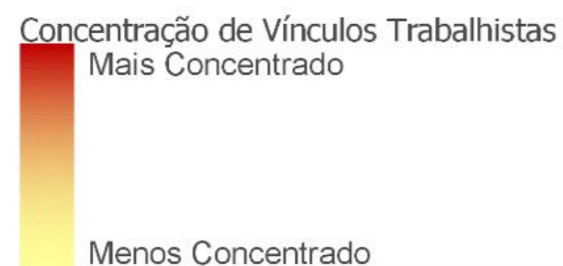 Concentração de Vínculos Trabalhistas
Mais Concentrado
Menos Concentrado